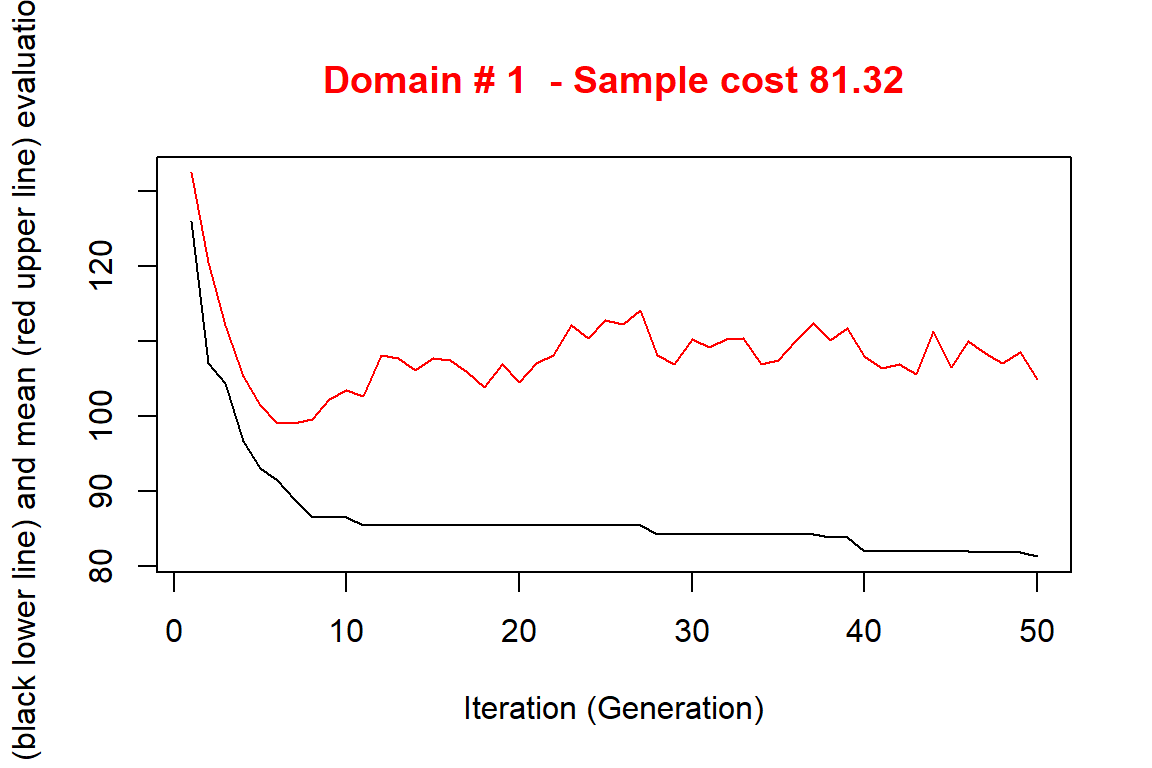 Domain # 1  - Sample cost 81.32
(black lower line) and mean (red upper line) evaluatio
120
100
90
80
0 10 20 30 40 50
Iteration (Generation)